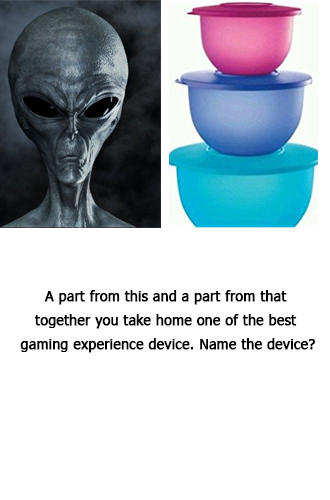 A part from this and a part from that
together you take home one of the best
gaming experience device. Name the device?